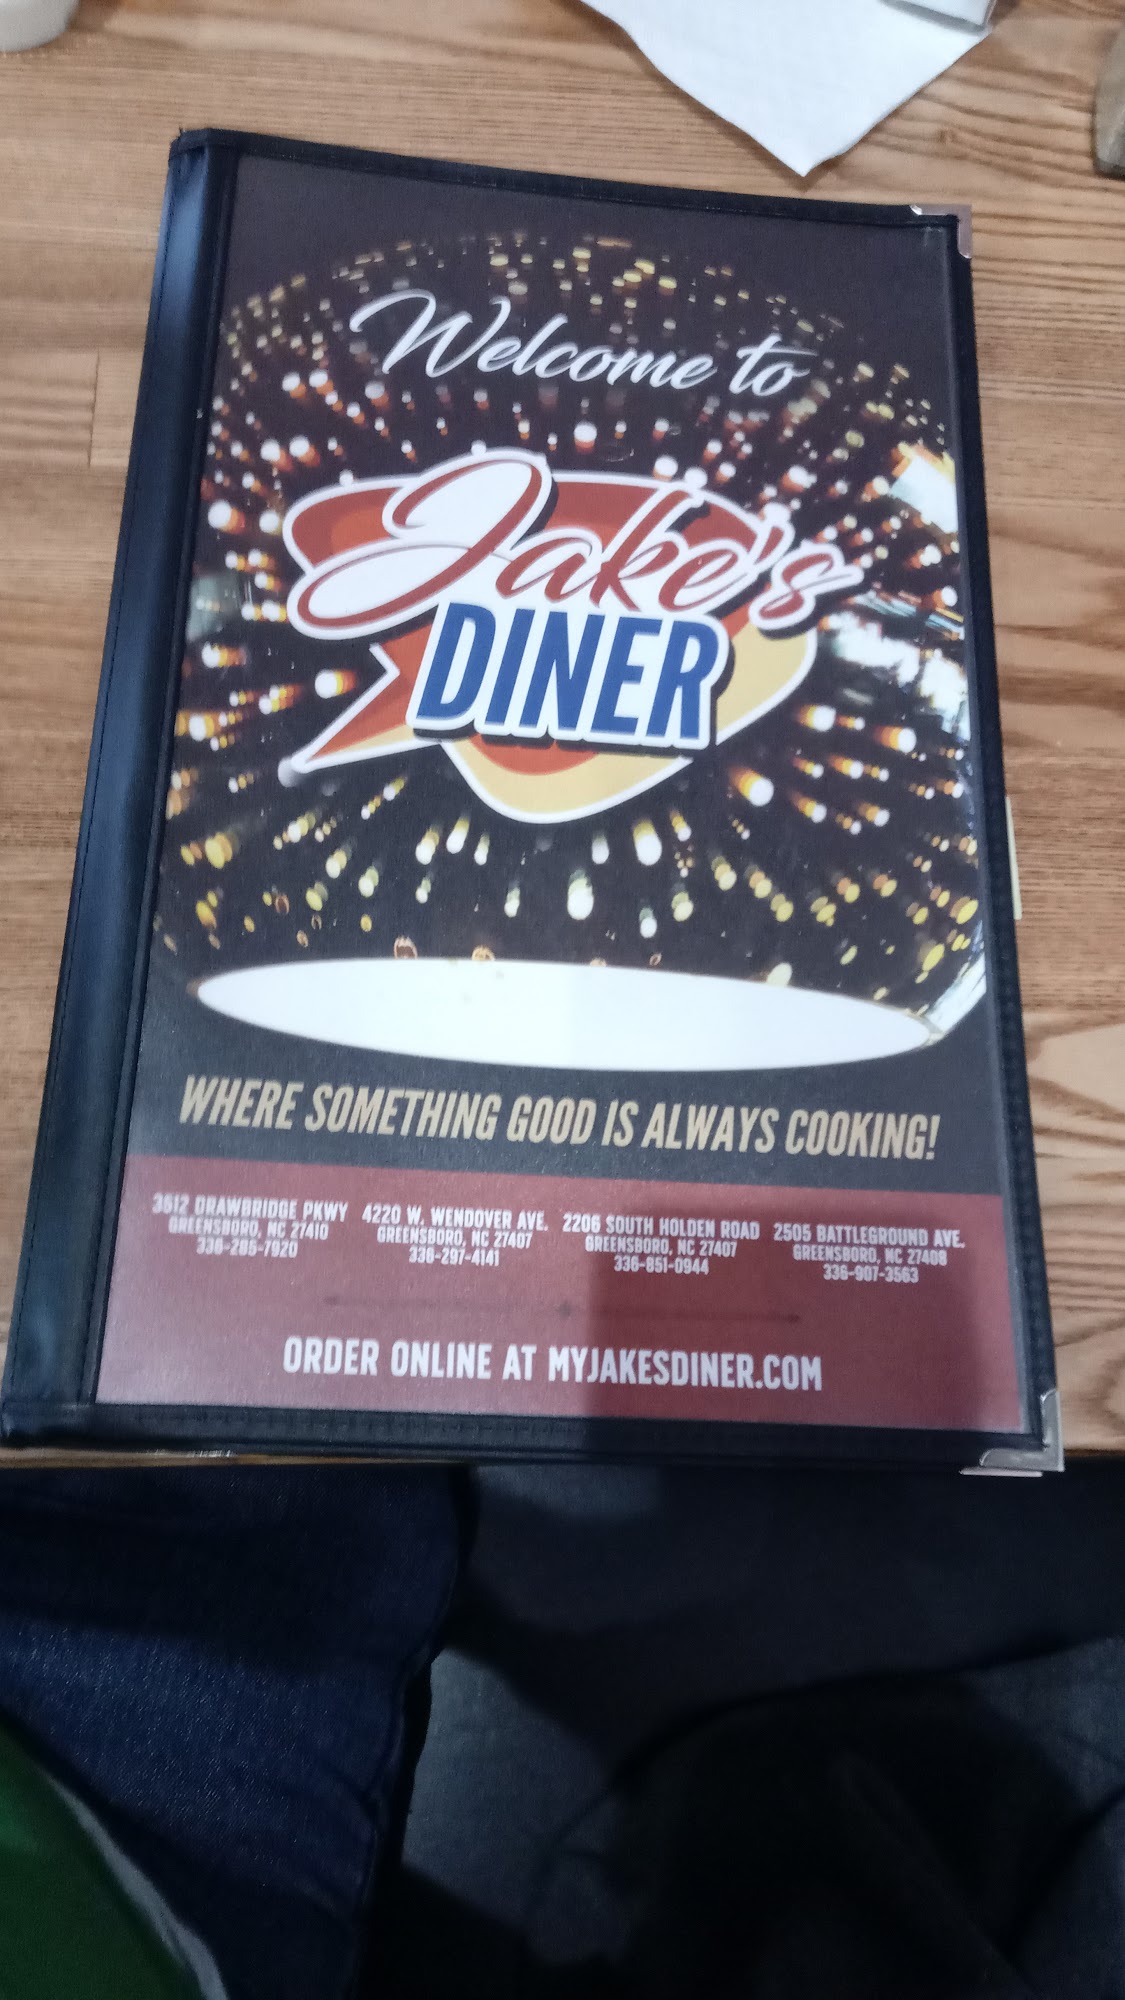 Welcome to
Jake's
DINER
WHERE SOMETHING GOOD IS ALWAYS COOKING!
3612 DRAWBRIDGE PKWY
GREENSBORO, NC 27410
336-285-7920
4220 W. WENDOVER AVE.
GREENSBORO, NC 27407
336-297-4141
2206 SOUTH HOLDEN ROAD
GREENSBORO, NC 27407
336-851-0944
2505 BATTLEGROUND AVE.
GREENSBORO, NC 27408
336-907-3563
ORDER ONLINE AT MYJAKESDINER.COM